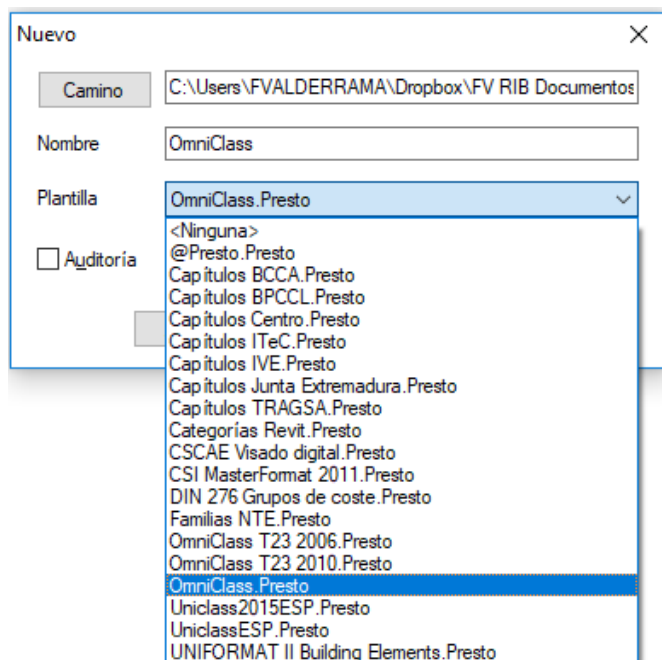 Nuevo
Camino C:\Users\FVALDERRAMA\Dropbox\FV RIB Documentos
Nombre OmniClass
Plantilla OmniClass.Presto
<Ninguna>
@Presto.Presto
Auditoría
Capítulos BCCA.Presto
Capítulos BPCCL.Presto
Capítulos Centro.Presto
Capítulos ITeC.Presto
Capítulos IVE.Presto
Capítulos Junta Extremadura.Presto
Capítulos TRAGSA.Presto
Categorías Revit.Presto
CSCAE Visado digital.Presto
CSI MasterFormat 2011.Presto
DIN 276 Grupos de coste.Presto
Familias NTE.Presto
OmniClass T23 2006.Presto
OmniClass T23 2010.Presto
OmniClass.Presto
Uniclass2015ESP.Presto
UniclassESP.Presto
UNIFORMAT II Building Elements.Presto